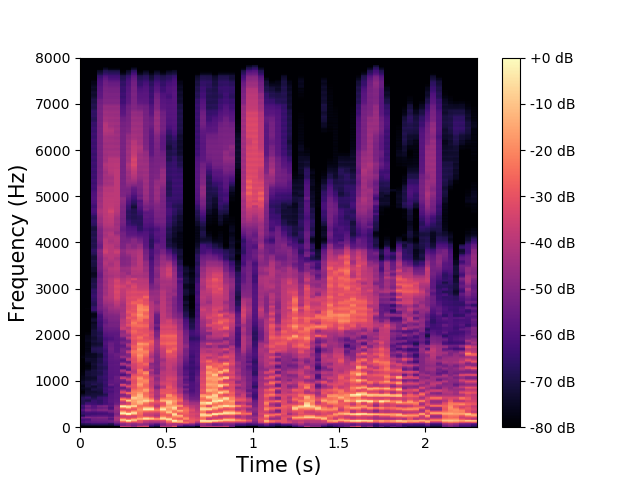 8000
7000
6000
5000
4000
3000
2000
1000
0
Frequency (Hz)
0
0.5
1
1.5
2
Time (s)
+0 dB
-10 dB
-20 dB
-30 dB
-40 dB
-50 dB
-60 dB
-70 dB
-80 dB